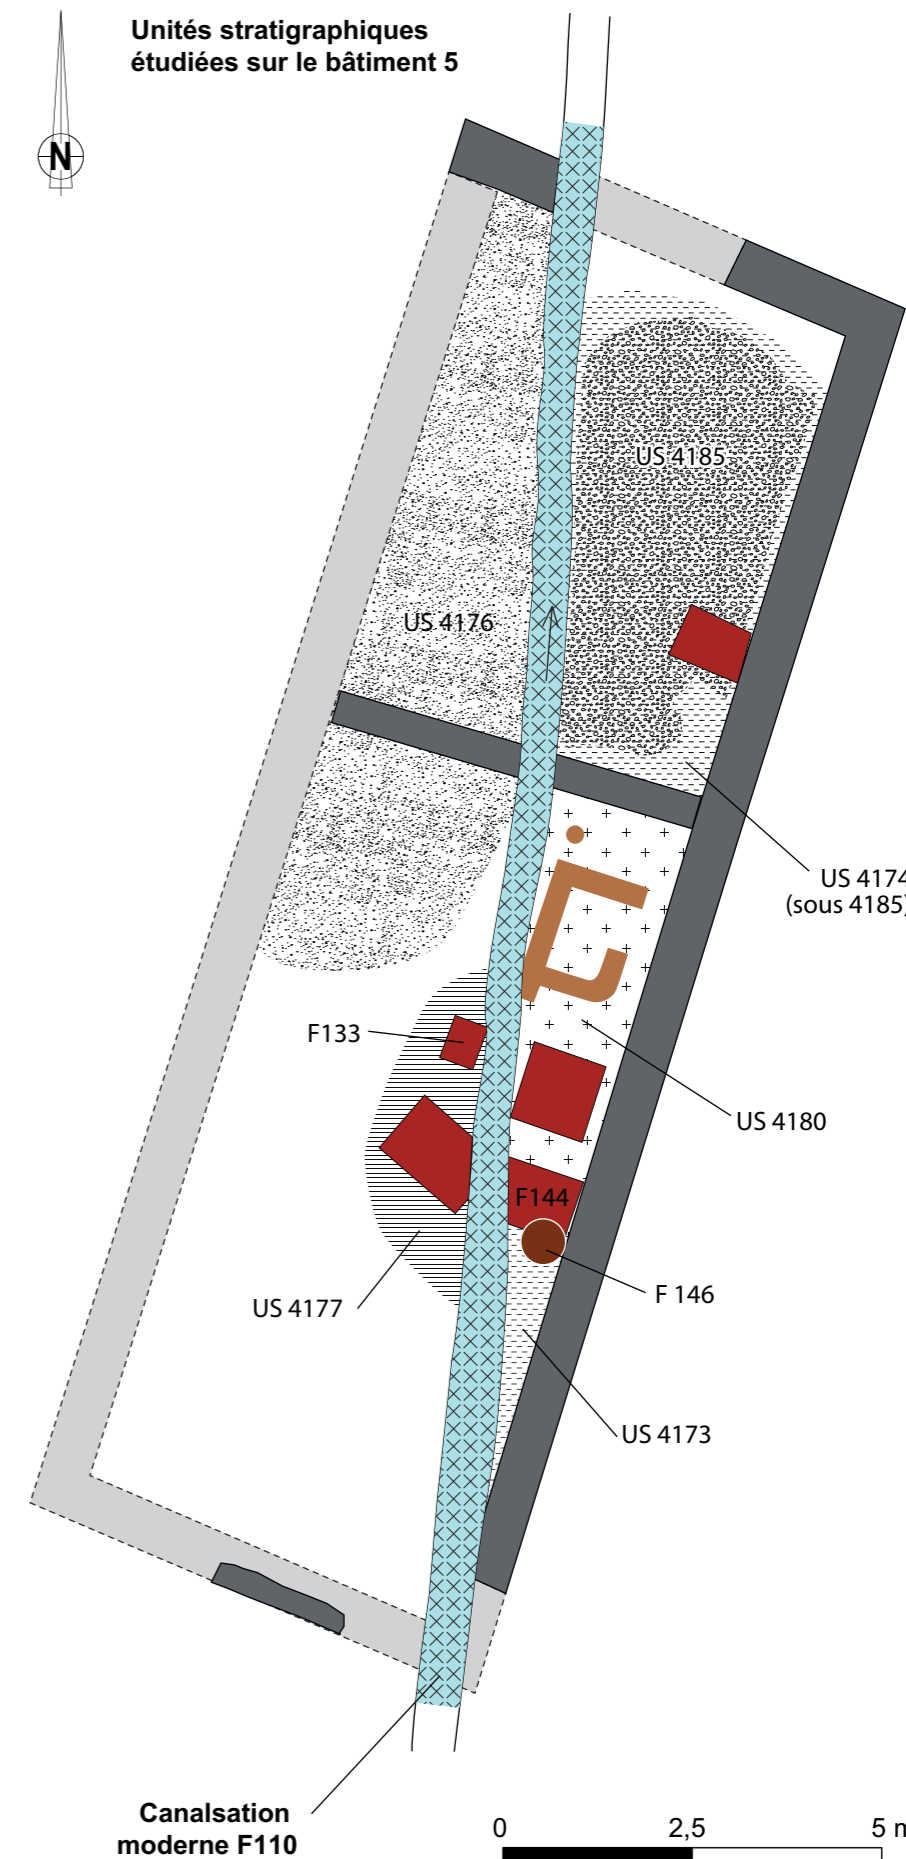 Unités stratigraphiques
étudiées sur le bâtiment 5
N
US 4185
US 4176
US 4174
(sous 4185)
F133
US 4180
F144
F 146
US 4177
US 4173
Canalsation
moderne F110
0 2,5 5 m